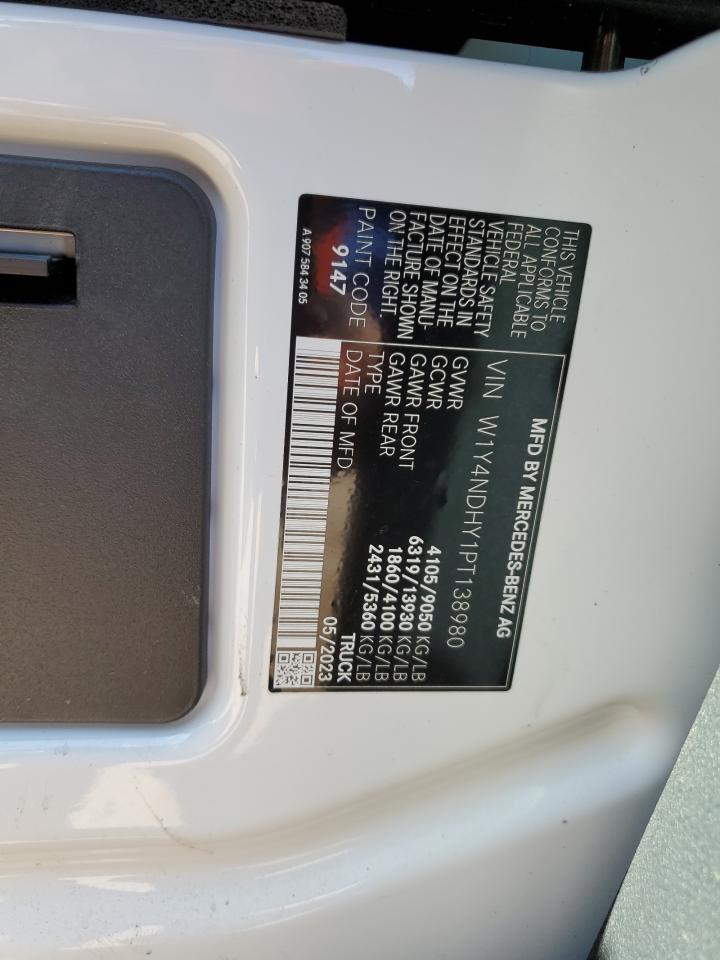 MFD BY MERCEDES-BENZ AG
THIS VEHICLE
CONFORMS TO
ALL APPLICABLE
FEDERAL
VEHICLE SAFETY
STANDARDS IN
EFFECT ON THE
DATE OF MANU-
FACTURE SHOWN
ON THE RIGHT.
PAINT CODE
9147
A 907 584 34 05
VIN W1Y4NDHY1PT138980
GVWR 4105/9050 KG/LB
GCWR 6319/13930 KG/LB
GAWR FRONT 1860/4100 KG/LB
GAWR REAR 2431/5360 KG/LB
TYPE TRUCK
DATE OF MFD 05/2023